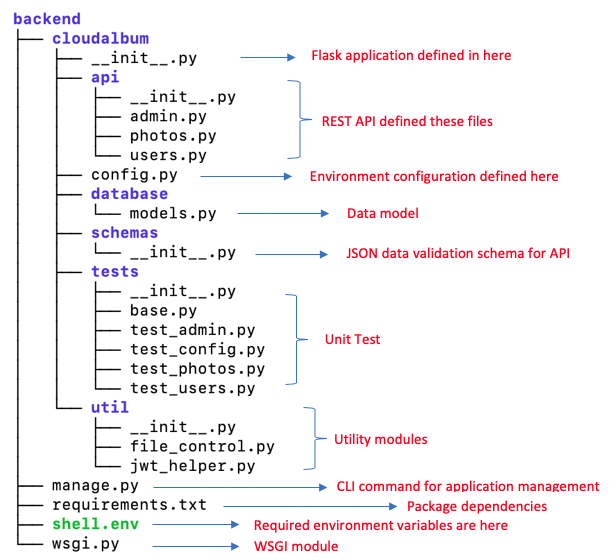 backend
cloudalbum
__init__.py Flask application defined in here
api
__init__.py
admin.py
REST API defined these files
photos.py
users.py
config.py Environment configuration defined here
database
models.py Data model
schemas
__init__.py JSON data validation schema for API
tests
__init__.py
base.py
test_admin.py
Unit Test
test_config.py
test_photos.py
test_users.py
util
__init__.py
Utility modules
file_control.py
jwt_helper.py
manage.py CLI command for application management
requirements.txt Package dependencies
shell.env Required environment variables are here
wsgi.py WSGI module